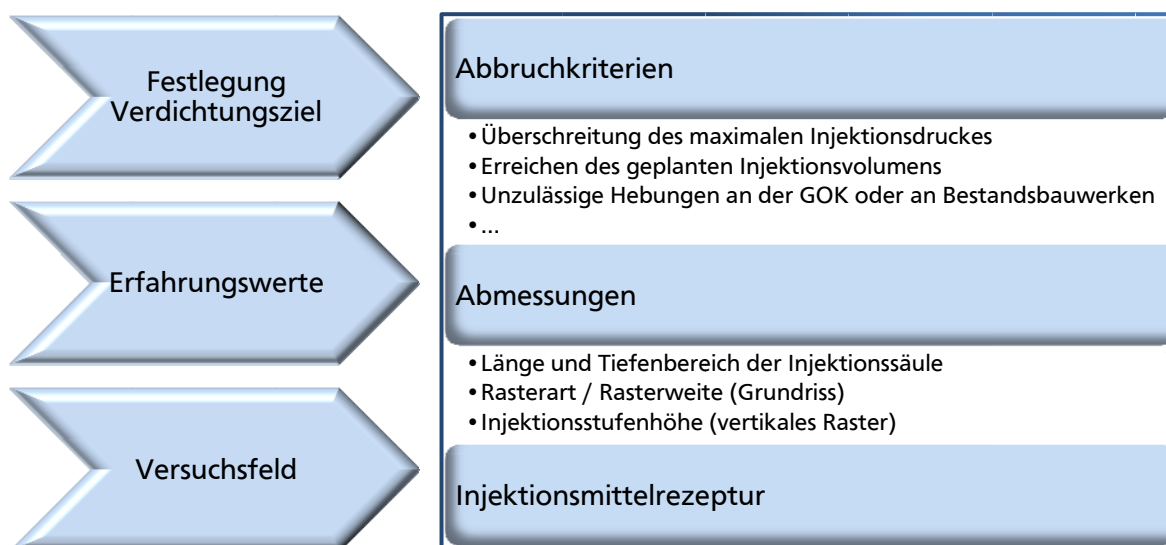 Festlegung
Verdichtungsziel
Erfahrungswerte
Versuchsfeld
Abbruchkriterien
•Überschreitung des maximalen Injektionsdruckes
•Erreichen des geplanten Injektionsvolumens
•Unzulässige Hebungen an der GOK oder an Bestandsbauwerken
•...
Abmessungen
•Länge und Tiefenbereich der Injektionssäule
•Rasterart / Rasterweite (Grundriss)
•Injektionsstufenhöhe (vertikales Raster)
Injektionsmittelrezeptur